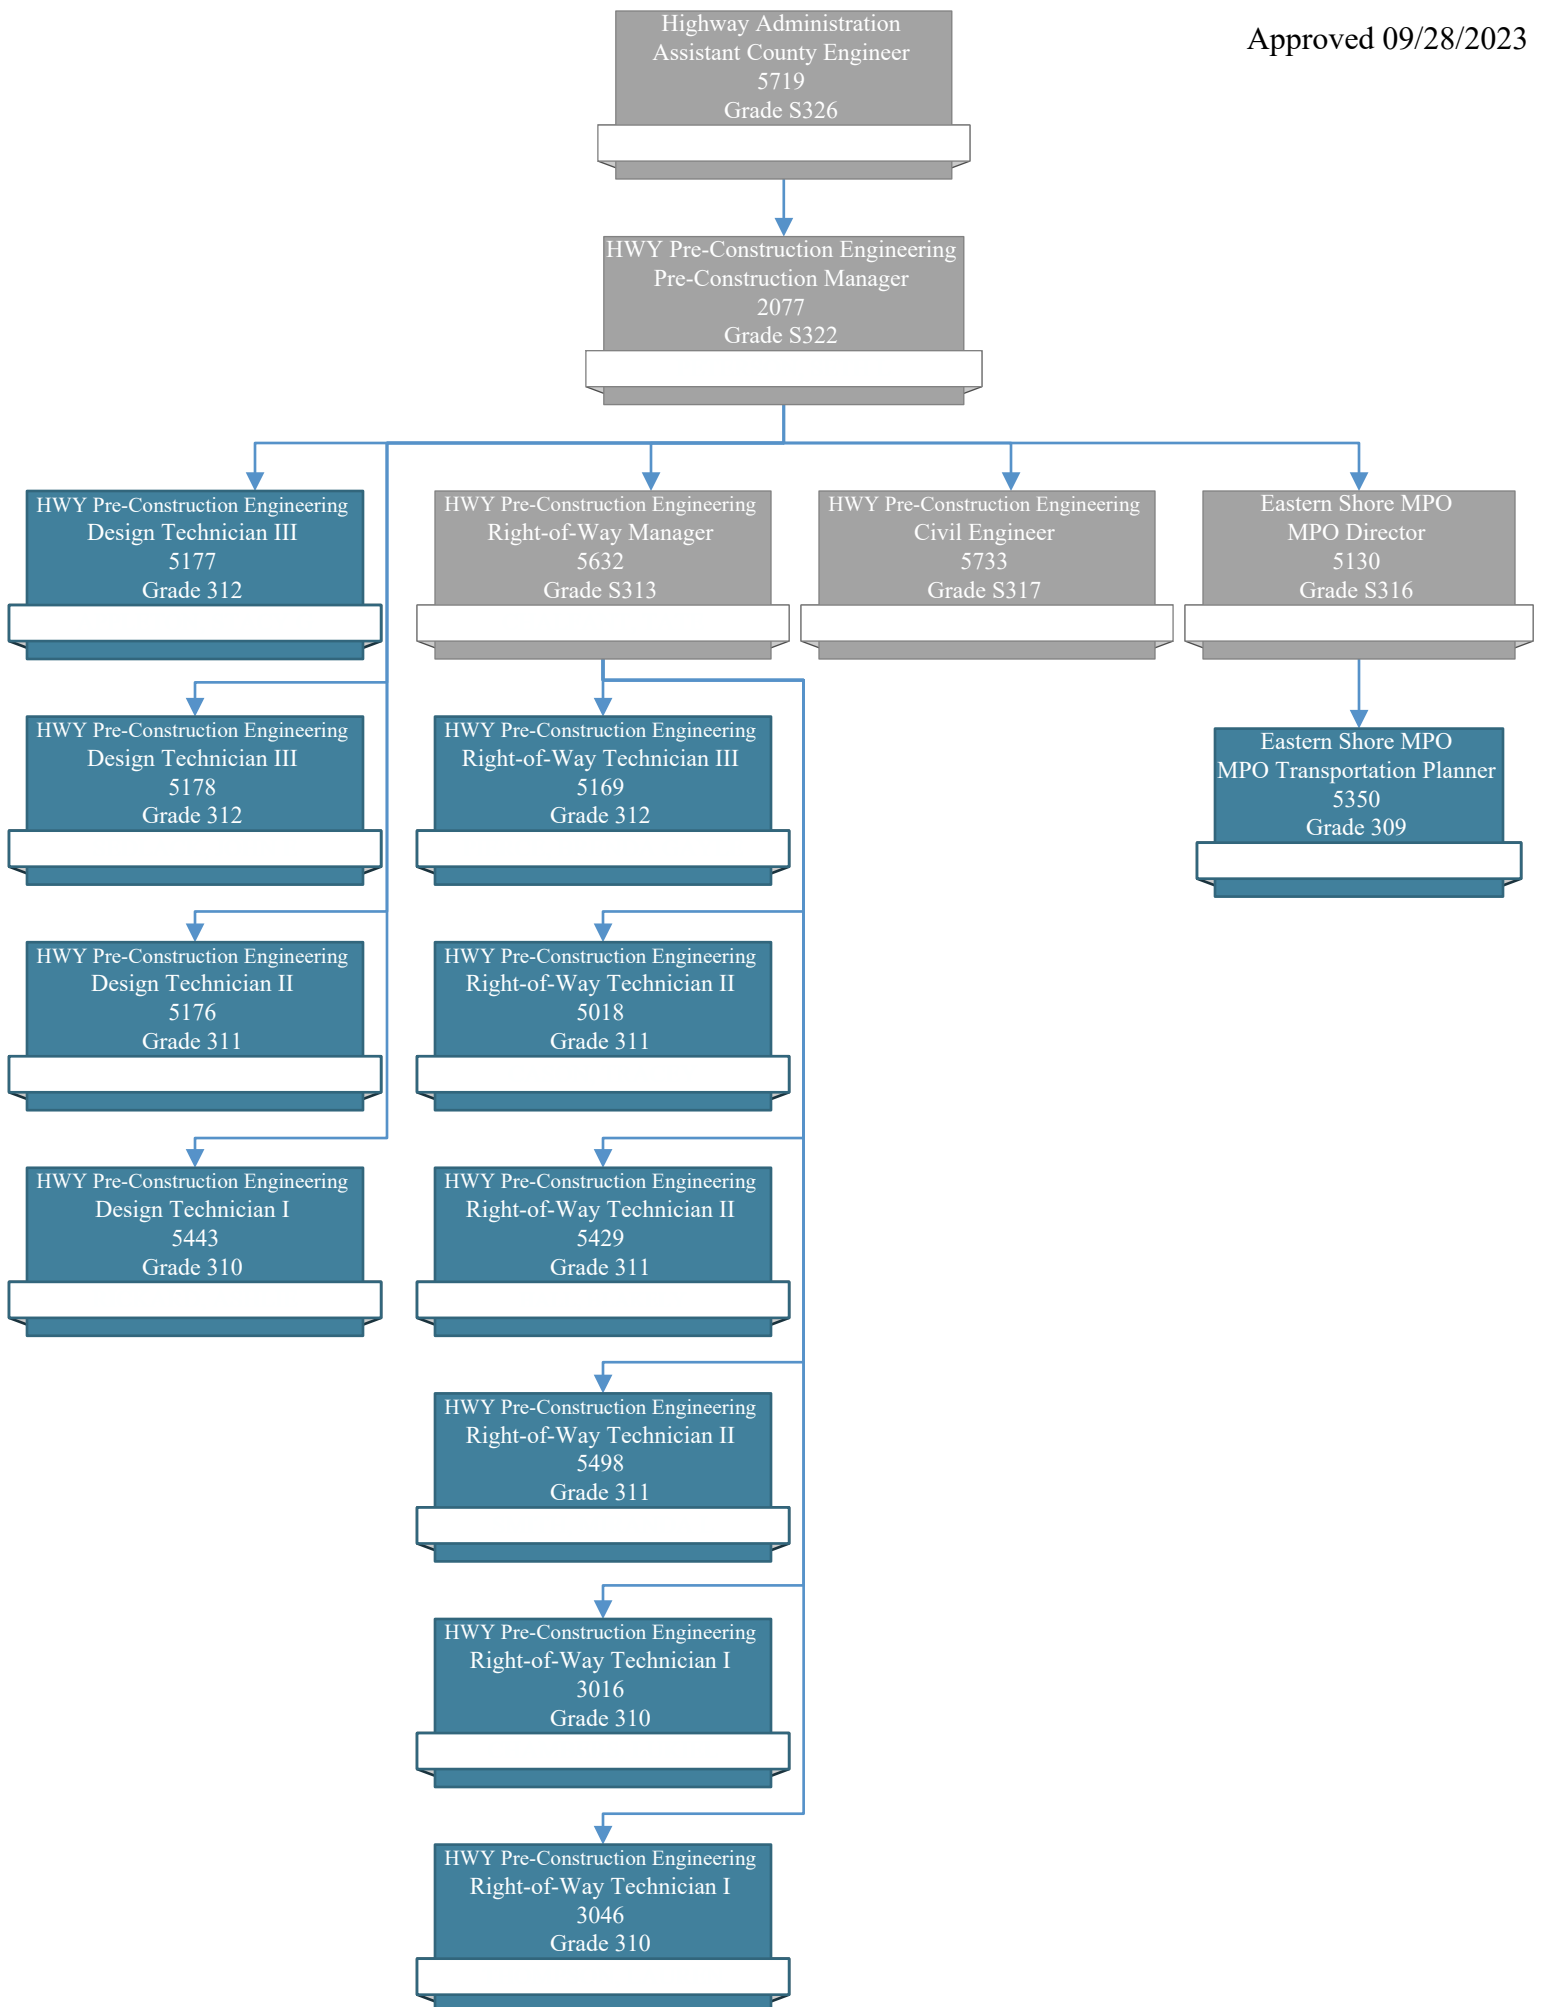 Highway Administration
Assistant County Engineer
5719
Grade S326
Approved 09/28/2023
HWY Pre-Construction Engineering
Pre-Construction Manager
2077
Grade S322
HWY Pre-Construction Engineering
Design Technician III
5177
Grade 312
HWY Pre-Construction Engineering
Right-of-Way Manager
5632
Grade S313
HWY Pre-Construction Engineering
Civil Engineer
5733
Grade S317
Eastern Shore MPO
MPO Director
5130
Grade S316
HWY Pre-Construction Engineering
Design Technician III
5178
Grade 312
HWY Pre-Construction Engineering
Right-of-Way Technician III
5169
Grade 312
Eastern Shore MPO
MPO Transportation Planner
5350
Grade 309
HWY Pre-Construction Engineering
Design Technician II
5176
Grade 311
HWY Pre-Construction Engineering
Right-of-Way Technician II
5018
Grade 311
HWY Pre-Construction Engineering
Design Technician I
5443
Grade 310
HWY Pre-Construction Engineering
Right-of-Way Technician II
5429
Grade 311
HWY Pre-Construction Engineering
Right-of-Way Technician II
5498
Grade 311
HWY Pre-Construction Engineering
Right-of-Way Technician I
3016
Grade 310
HWY Pre-Construction Engineering
Right-of-Way Technician I
3046
Grade 310